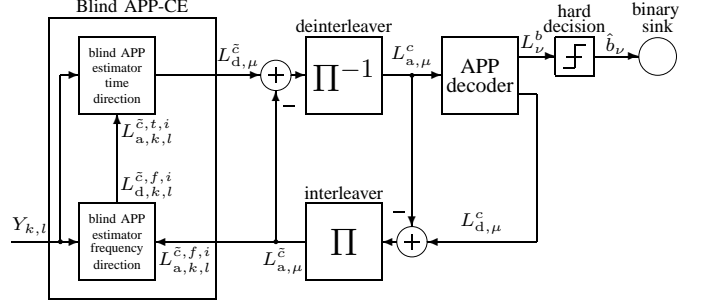 Blind APP-CE
blind APP
estimator
time
direction
L^{c̃,t,i}_{a,k,l}
L^{c̃,f,i}_{d,k,l}
Y_{k,l}
blind APP
estimator
frequency
direction
L^{c̃,f,i}_{a,k,l}
L^{c̃}_{d,μ}
+
−
deinterleaver
∏^{−1}
L^{c}_{a,μ}
APP
decoder
L^{b}_{ν}
hard
decision
b̂_{ν}
binary
sink
L^{c̃}_{a,μ}
interleaver
∏
−
+
L^{c}_{d,μ}